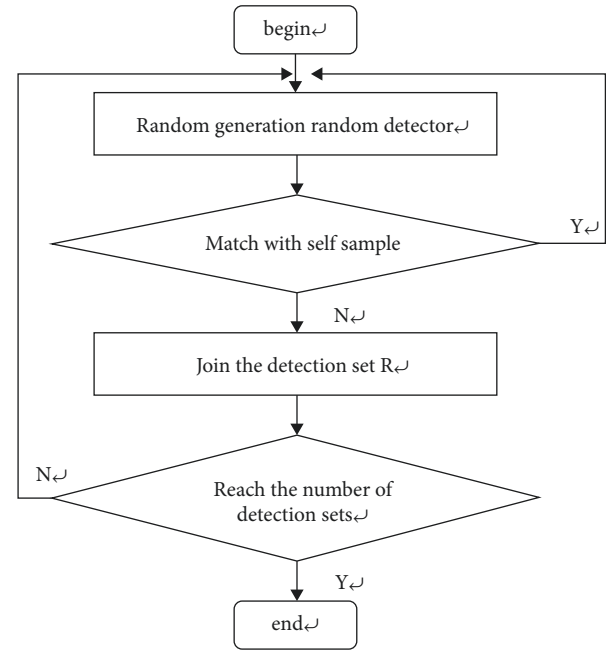 begin↵
Random generation random detector↵
Match with self sample
Y↵
N↵
Join the detection set R↵
N↵
Reach the number of
detection sets↵
Y↵
end↵